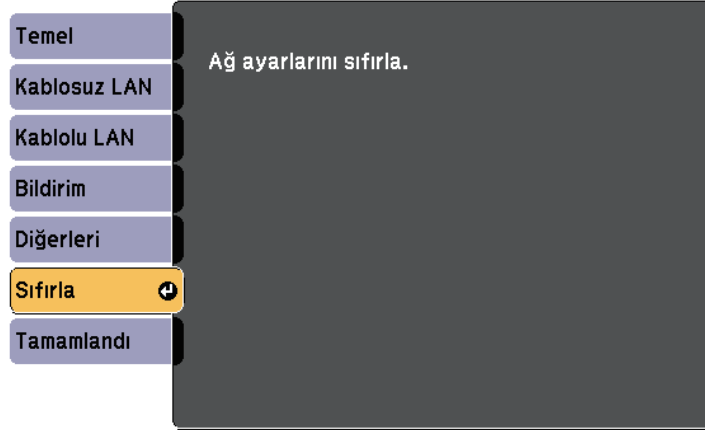 Temel
Kablosuz LAN
Kablolu LAN
Bildirim
Diğerleri
Sıfırla
Tamamlandı
Ağ ayarlarını sıfırla.